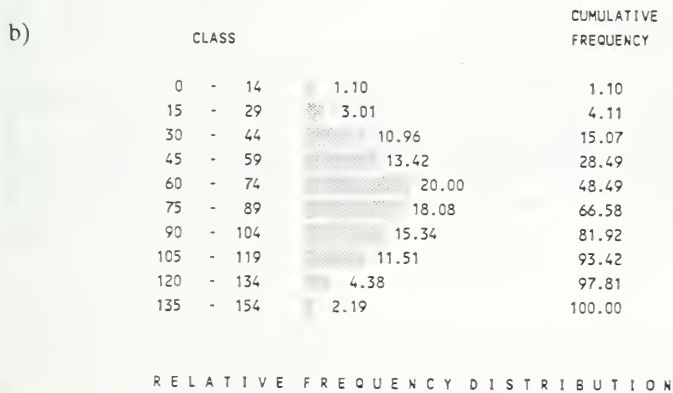 CUMULATIVE
b) CLASS FREQUENCY
0 - 14 1.10 1.10
15 - 29 3.01 4.11
30 - 44 10.96 15.07
45 - 59 13.42 28.49
60 - 74 20.00 48.49
75 - 89 18.08 66.58
90 - 104 15.34 81.92
105 - 119 11.51 93.42
120 - 134 4.38 97.81
135 - 154 2.19 100.00
RELATIVE FREQUENCY DISTRIBUTION